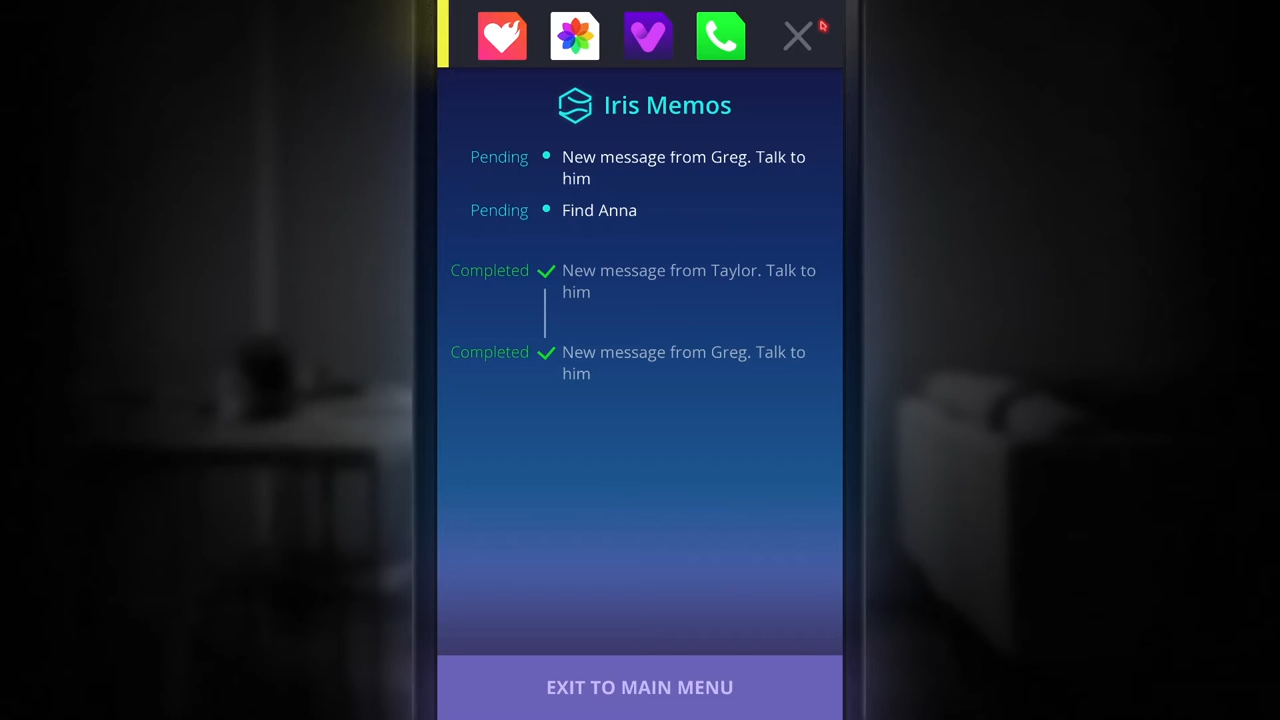 Iris Memos
Pending
New message from Greg. Talk to
him
Pending
Find Anna
Completed
New message from Taylor. Talk to
him
Completed
New message from Greg. Talk to
him
EXIT TO MAIN MENU